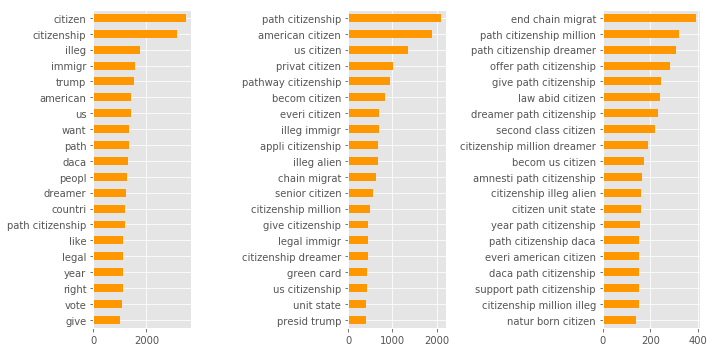 citizen
citizenship
illeg
immigr
trump
american
us
want
path
daca
peopl
dreamer
countri
path citizenship
like
legal
year
right
vote
give
0
2000
path citizenship
american citizen
us citizen
privat citizen
pathway citizenship
becom citizen
everi citizen
illeg immigr
appli citizenship
illeg alien
chain migrat
senior citizen
citizenship million
give citizenship
legal immigr
citizenship dreamer
green card
us citizenship
unit state
presid trump
0
1000
2000
end chain migrat
path citizenship million
path citizenship dreamer
offer path citizenship
give path citizenship
law abid citizen
dreamer path citizenship
second class citizen
citizenship million dreamer
becom us citizen
amnesti path citizenship
citizenship illeg alien
citizen unit state
year path citizenship
path citizenship daca
everi american citizen
daca path citizenship
support path citizenship
citizenship million illeg
natur born citizen
0
200
400